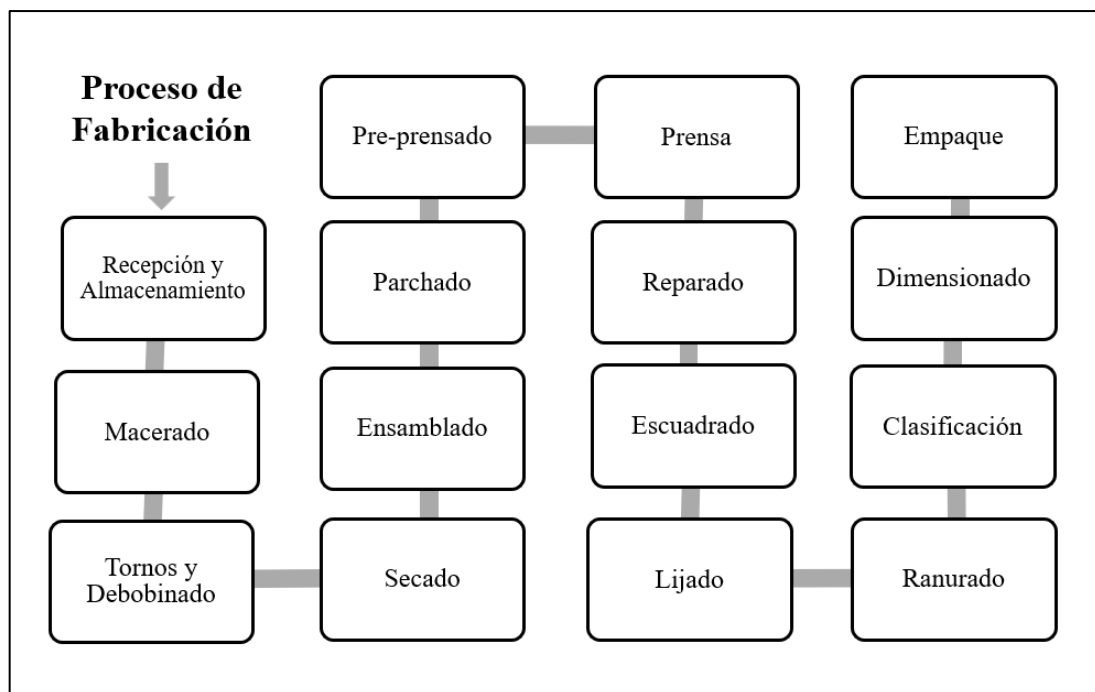 Proceso de
Fabricación
Recepción y
Almacenamiento
Macerado
Tornos y
Debobinado
Secado
Ensamblado
Parchado
Pre-prensado
Prensa
Reparado
Escuadrado
Lijado
Ranurado
Clasificación
Dimensionado
Empaque